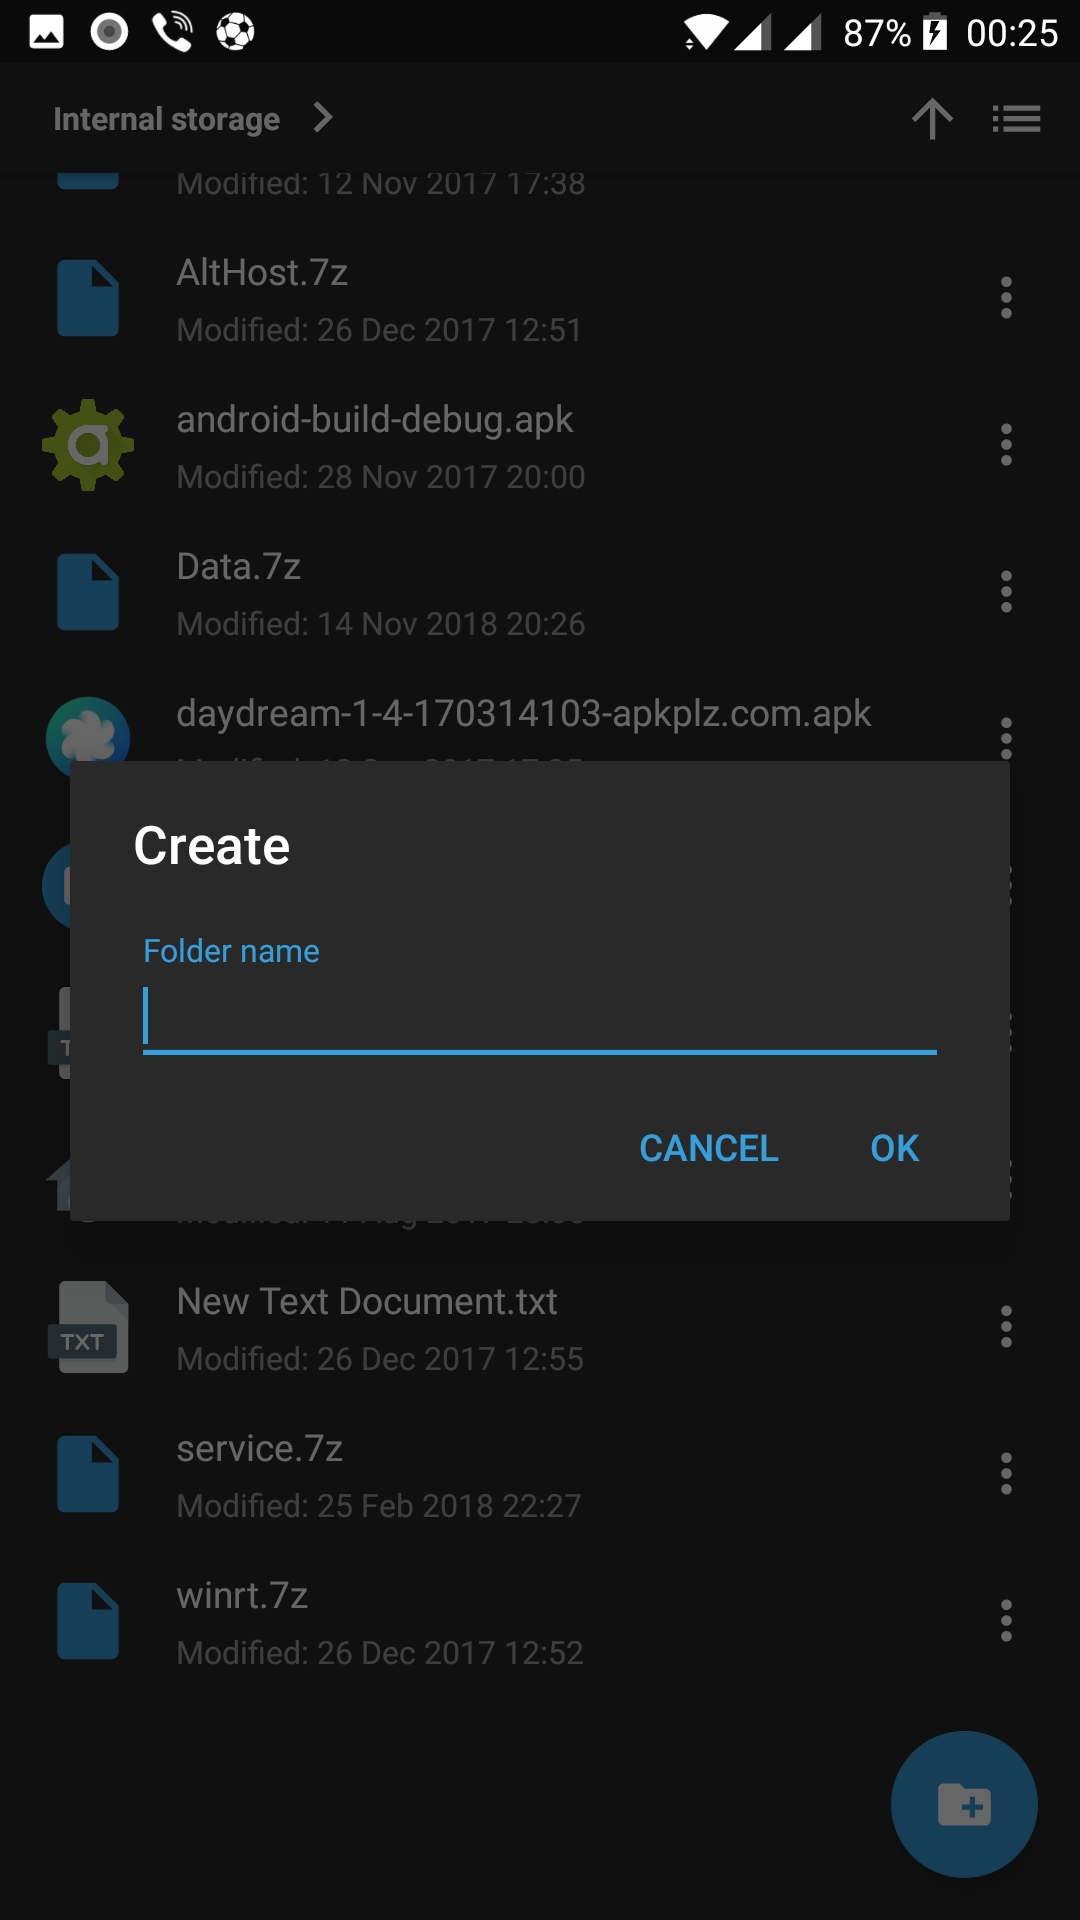 87% 00:25
Internal storage
Modified: 12 Nov 2017 17:38
AltHost.7z
Modified: 26 Dec 2017 12:51
android-build-debug.apk
Modified: 28 Nov 2017 20:00
Data.7z
Modified: 14 Nov 2018 20:26
daydream-1-4-170314103-apkplz.com.apk
Create
Folder name
CANCEL OK
New Text Document.txt
TXT
Modified: 26 Dec 2017 12:55
service.7z
Modified: 25 Feb 2018 22:27
winrt.7z
Modified: 26 Dec 2017 12:52